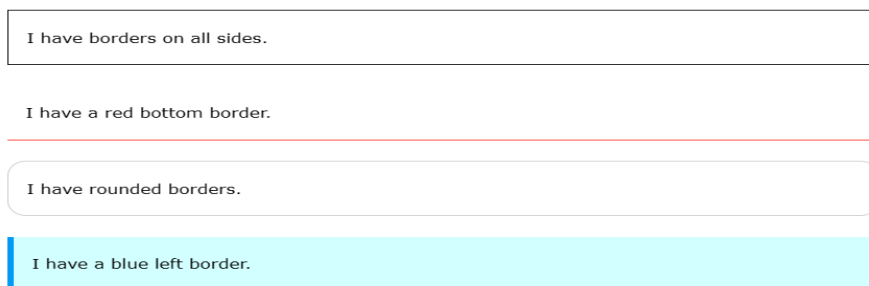 I have borders on all sides.
I have a red bottom border.
I have rounded borders.
I have a blue left border.